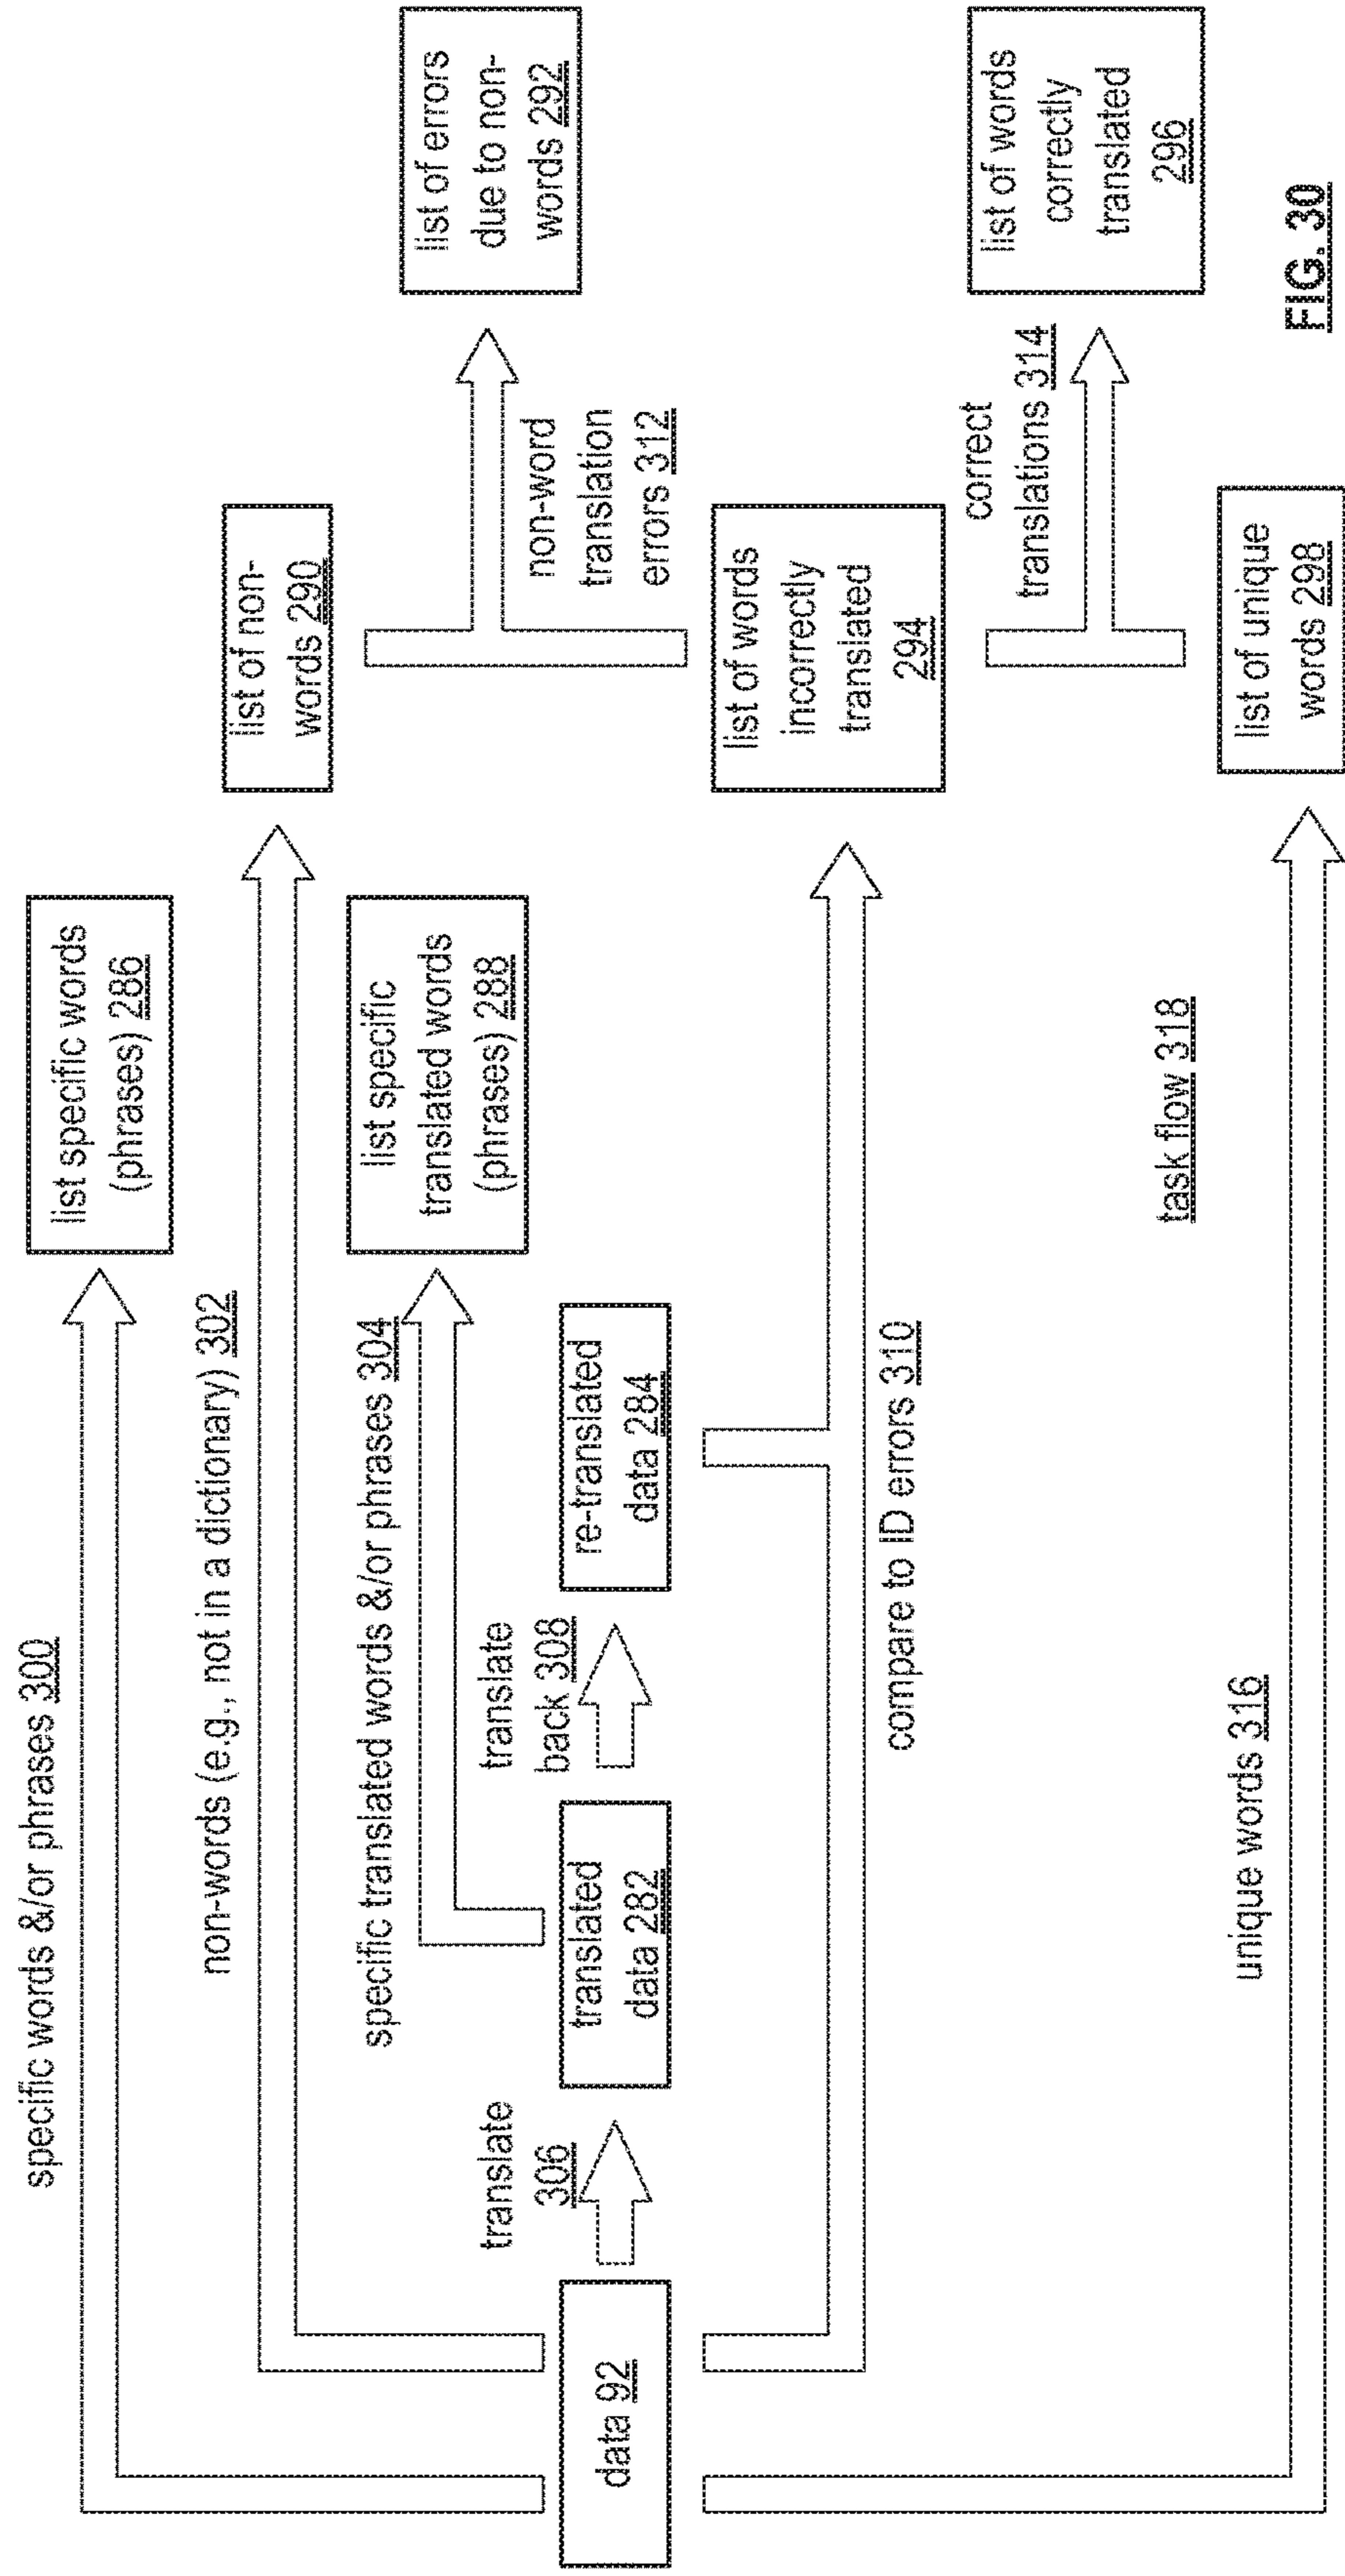 specific words &/or phrases 300
list specific words
(phrases) 286
non-words (e.g., not in a dictionary) 302
list of non-
words 290
specific translated words &/or phrases 304
list specific
translated words
(phrases) 288
list of errors
due to non-
words 292
non-word
translation
errors 312
data 92
translate
306
translated
data 282
translate
back 308
re-translated
data 284
compare to ID errors 310
list of words
incorrectly
translated
294
correct
translations 314
list of words
correctly
translated
296
task flow 318
unique words 316
list of unique
words 298
FIG. 30